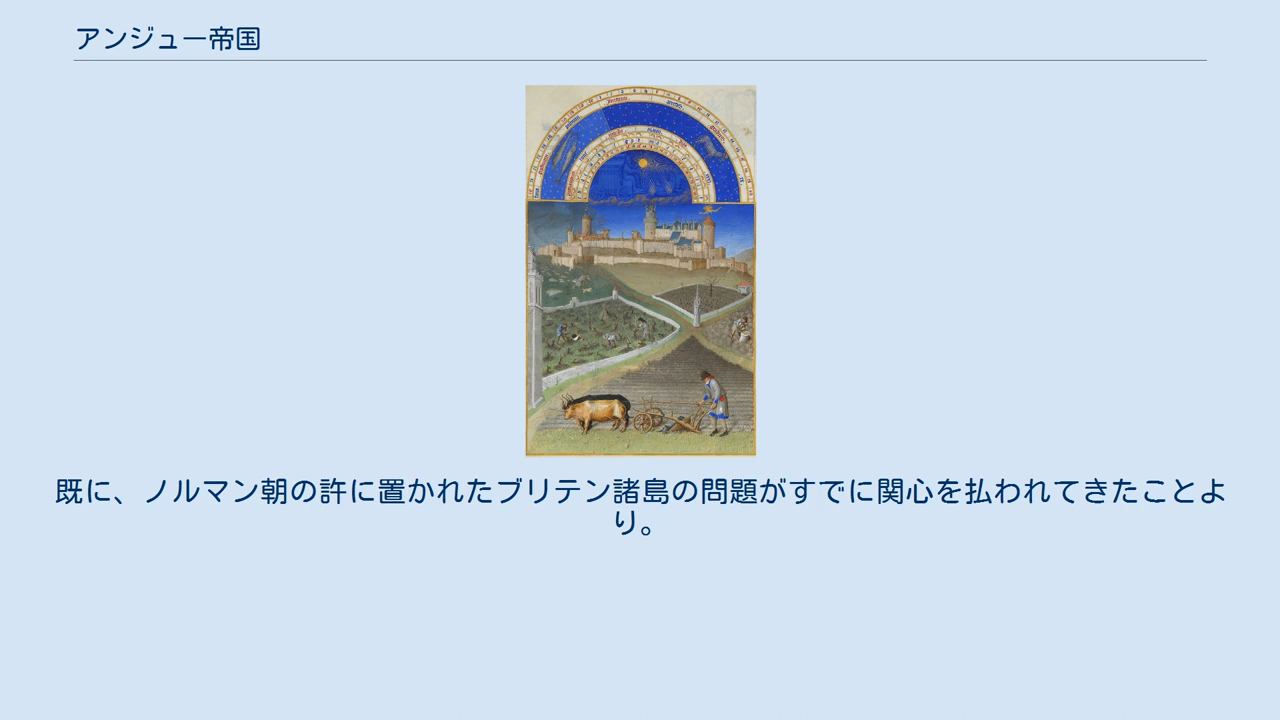 アンジュー帝国
既に、ノルマン朝の許に置かれたブリテン諸島の問題がすでに関心を払われてきたことよ
り。